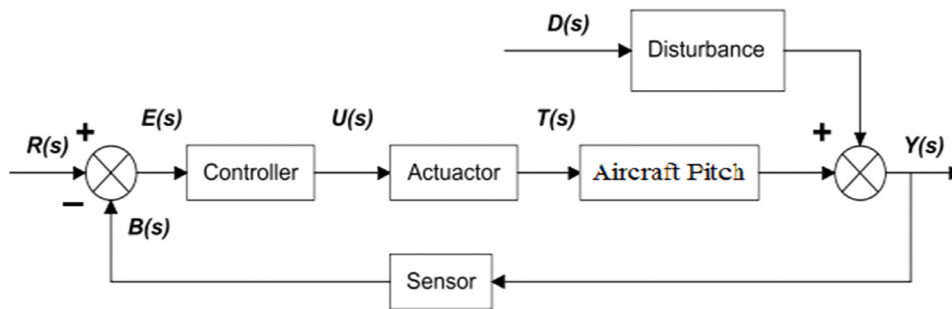 D(s)
Disturbance
E(s)
U(s)
T(s)
R(s)
+
+
Y(s)
Controller
Actuactor
Aircraft Pitch
−
B(s)
Sensor